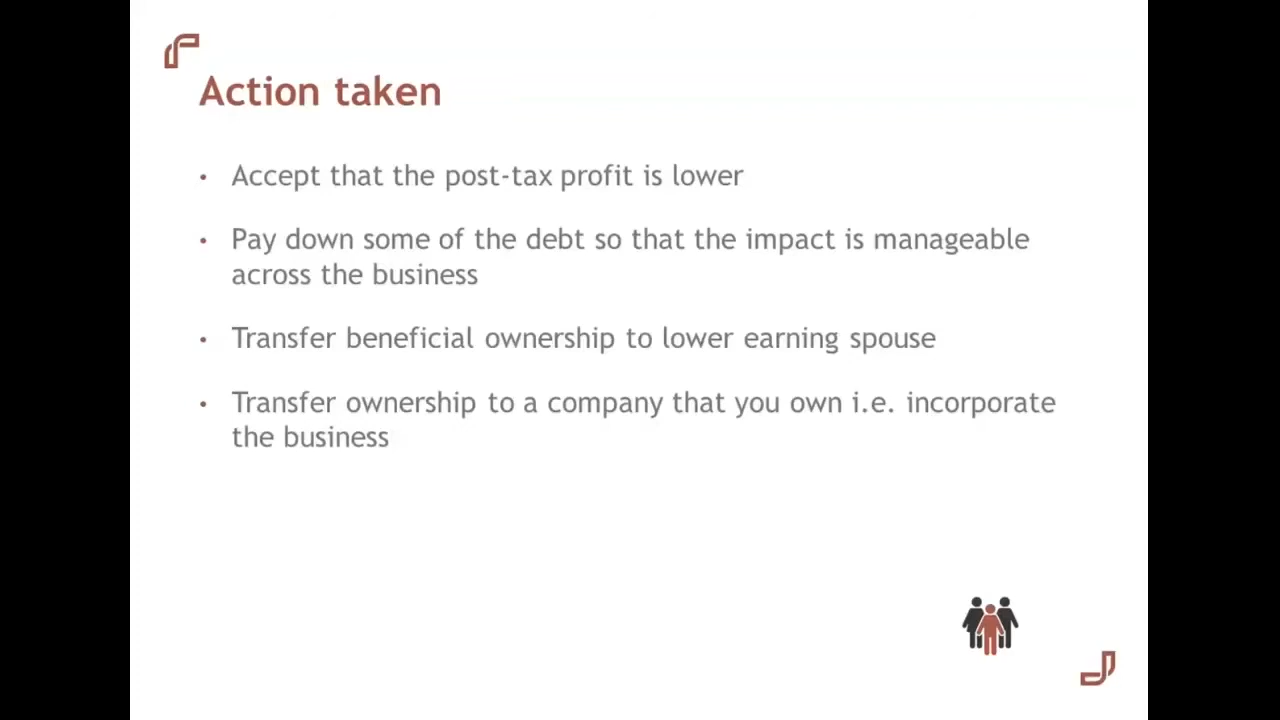 Action taken
• Accept that the post-tax profit is lower
• Pay down some of the debt so that the impact is manageable
across the business
• Transfer beneficial ownership to lower earning spouse
• Transfer ownership to a company that you own i.e. incorporate
the business